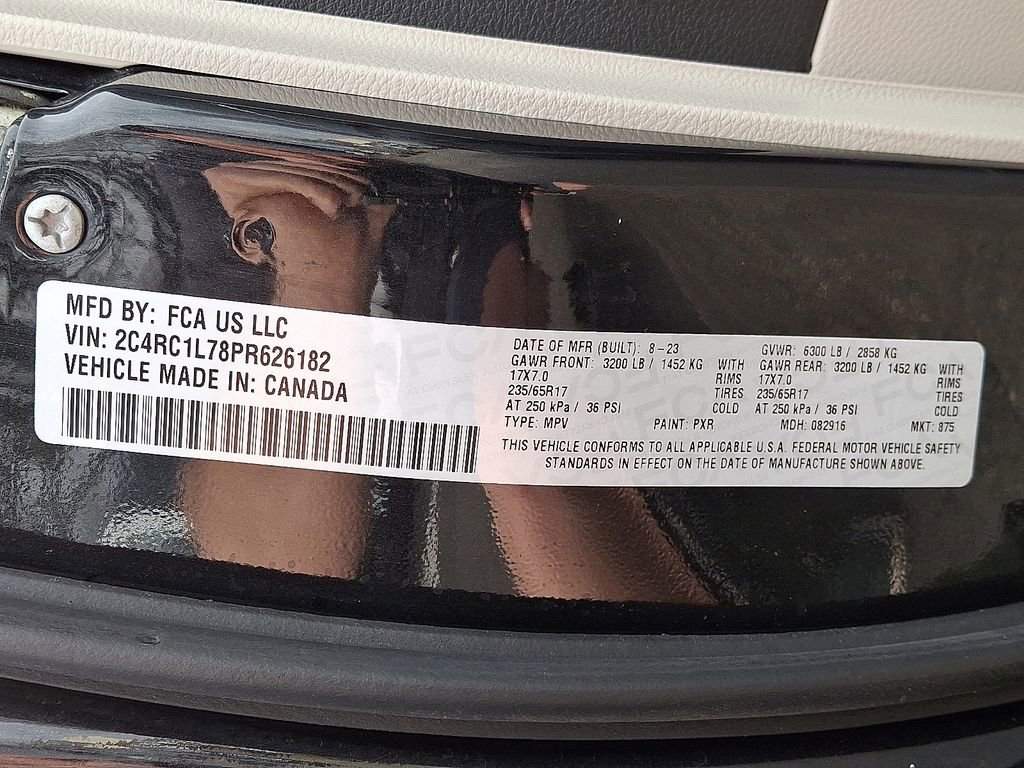 MFD BY: FCA US LLC
VIN: 2C4RC1L78PR626182
VEHICLE MADE IN: CANADA
DATE OF MFR (BUILT): 8-23 GVWR: 6300 LB / 2858 KG
GAWR FRONT: 3200 LB / 1452 KG WITH GAWR REAR: 3200 LB / 1452 KG WITH
17X7.0 RIMS 17X7.0 RIMS
235/65R17 TIRES 235/65R17 TIRES
AT 250 kPa / 36 PSI COLD AT 250 kPa / 36 PSI COLD
TYPE: MPV PAINT: PXR MDH: 082916 MKT: 875
THIS VEHICLE CONFORMS TO ALL APPLICABLE U.S.A. FEDERAL MOTOR VEHICLE SAFETY
STANDARDS IN EFFECT ON THE DATE OF MANUFACTURE SHOWN ABOVE.